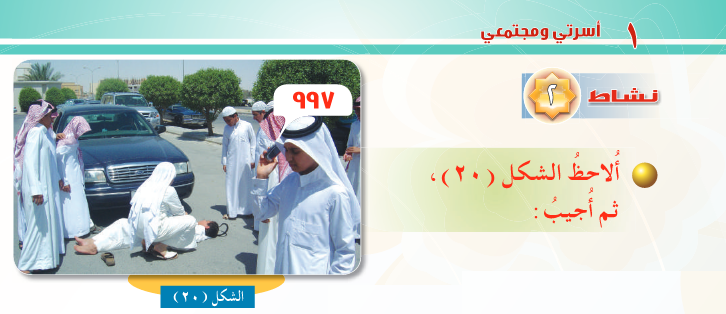 ١ أسرتي ومجتمعي
نشاط ٢
أُلاحظُ الشكل (٢٠)،
ثم أُجيبُ:
٩٩٧
الشكل (٢٠)